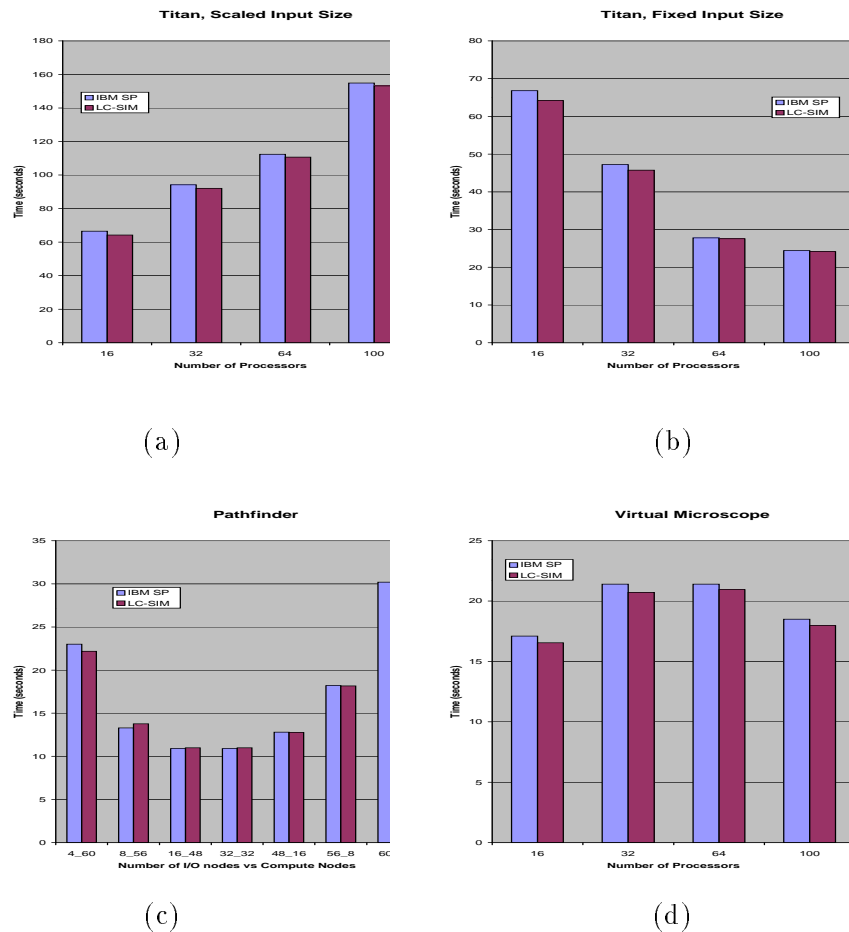 Titan, Scaled Input Size
180
160
140
120
100
80
60
40
20
0
Time (seconds)
IBM SP
LC-SIM
16 32 64 100
Number of Processors
(a)
Titan, Fixed Input Size
80
70
60
50
40
30
20
10
0
Time (seconds)
IBM SP
LC-SIM
16 32 64 100
Number of Processors
(b)
Pathfinder
35
30
25
20
15
10
5
0
Time (seconds)
IBM SP
LC-SIM
4_60 8_56 16_48 32_32 48_16 56_8 60
Number of I/O nodes vs Compute Nodes
(c)
Virtual Microscope
25
20
15
10
5
0
Time (seconds)
IBM SP
LC-SIM
16 32 64 100
Number of Processors
(d)